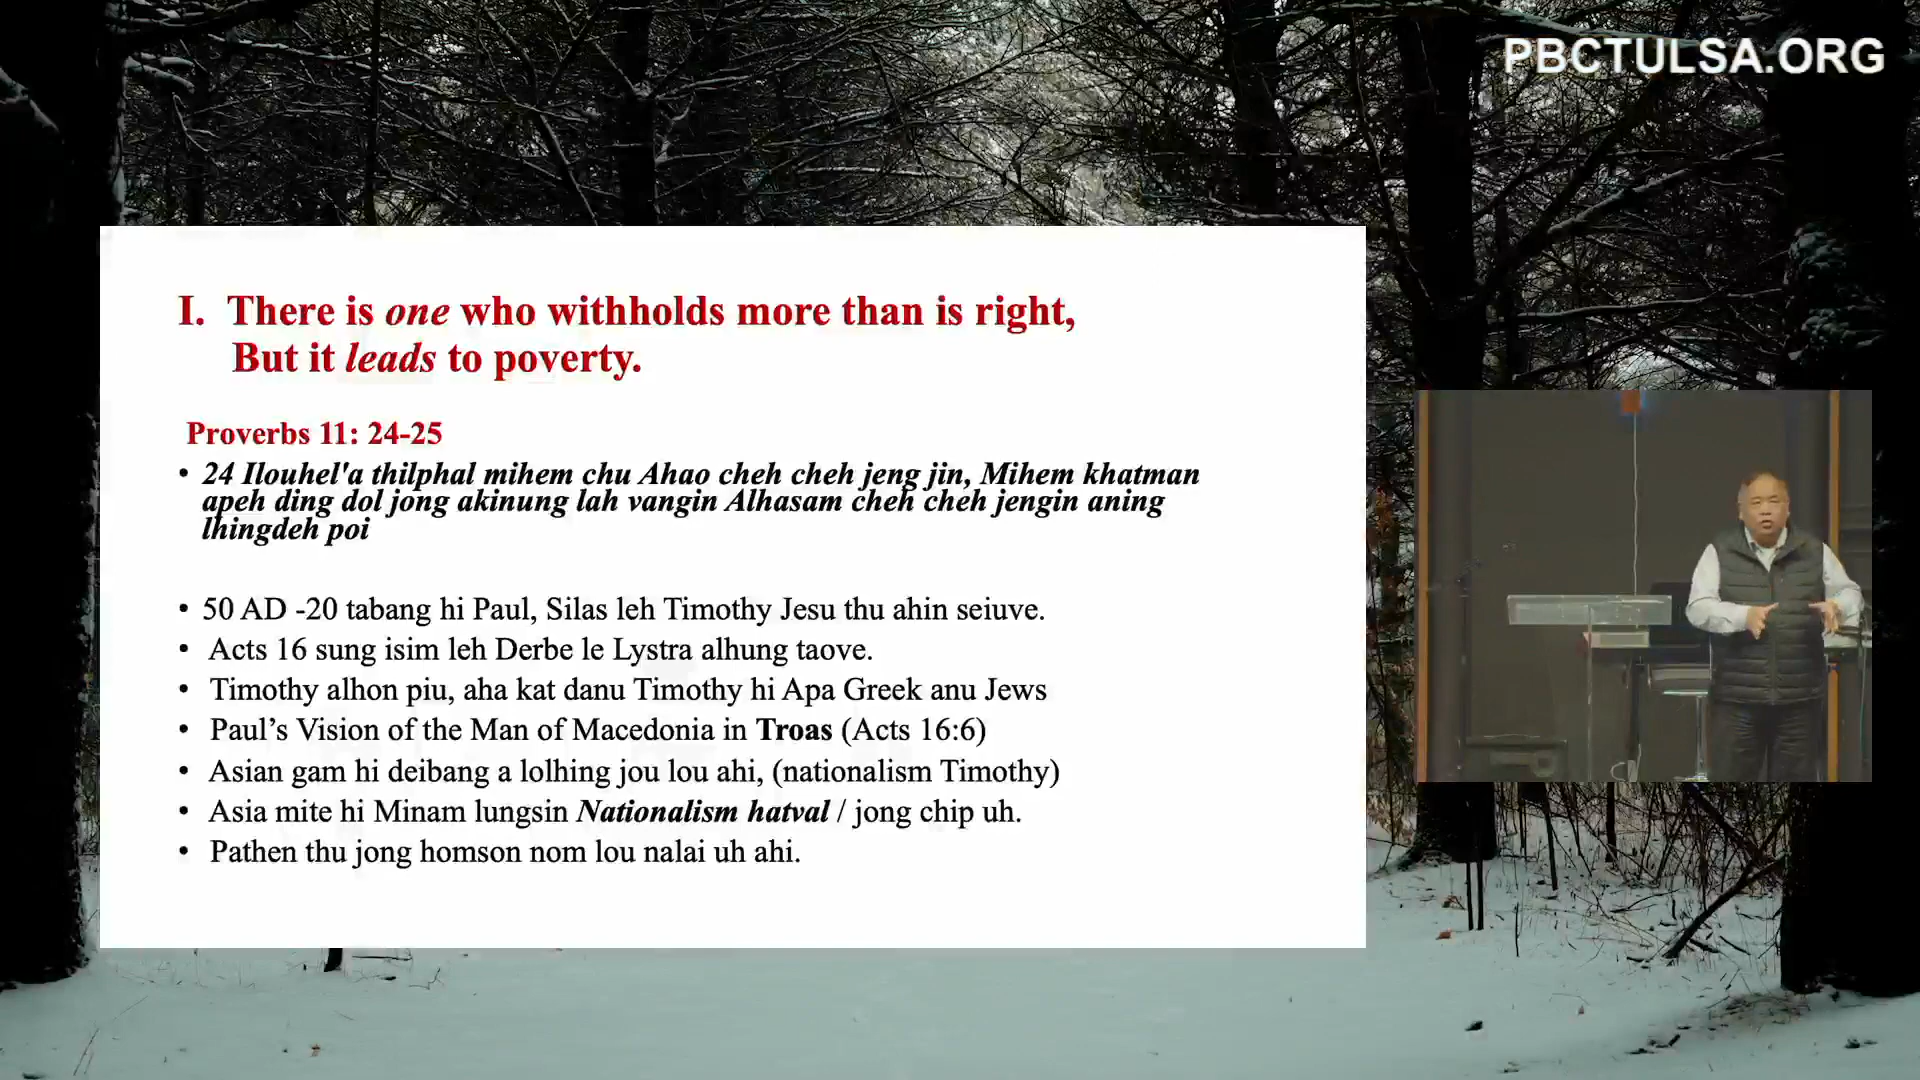 PBCTULSA.ORG
I. There is one who withholds more than is right,
But it leads to poverty.
Proverbs 11: 24-25
• 24 Ilouhel'a thilphal mihem chu Ahao cheh cheh jeng jin, Mihem khatman
apeh ding dol jong akinung lah vangin Alhasam cheh cheh jengin aning
lhingdeh poi
• 50 AD -20 tabang hi Paul, Silas leh Timothy Jesu thu ahin seiuve.
• Acts 16 sung isim leh Derbe le Lystra alhung taove.
• Timothy alhon piu, aha kat danu Timothy hi Apa Greek anu Jews
• Paul’s Vision of the Man of Macedonia in Troas (Acts 16:6)
• Asian gam hi deibang a lolhing jou lou ahi, (nationalism Timothy)
• Asia mite hi Minam lungsin Nationalism hatval / jong chip uh.
• Pathen thu jong homson nom lou nalai uh ahi.